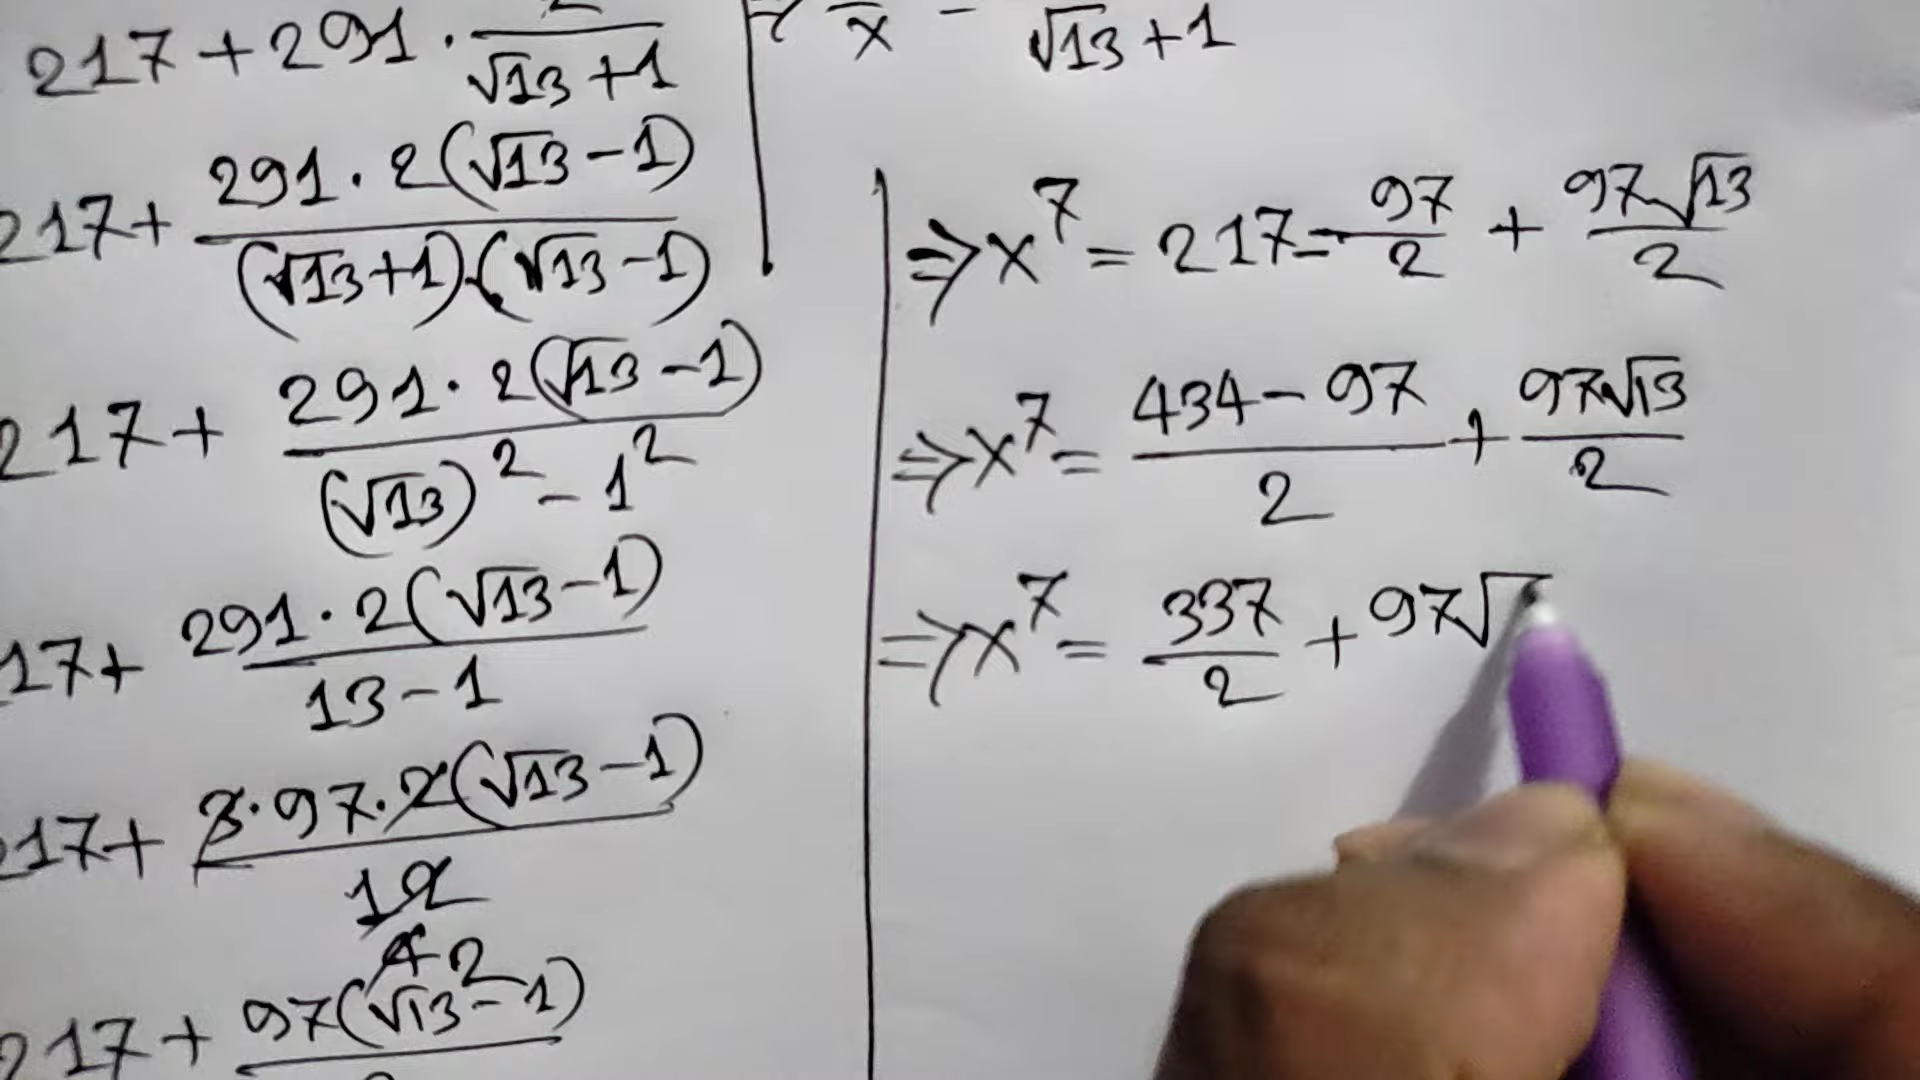 217 + 291 · 2/(√13 + 1)
217 + (291 · 2(√13 − 1))/((√13 + 1)·(√13 − 1))
217 + (291 · 2(√13 − 1))/((√13)² − 1²)
17 + (291 · 2(√13 − 1))/(13 − 1)
217 + (3 · 97 · 2(√13 − 1))/12
4 2
217 + 97(√13 − 1)
x − √13 + 1
⇒ x⁷ = 217 − 97/2 + 97√13/2
⇒ x⁷ = (434 − 97)/2 + 97√13/2
⇒ x⁷ = 337/2 + 97√